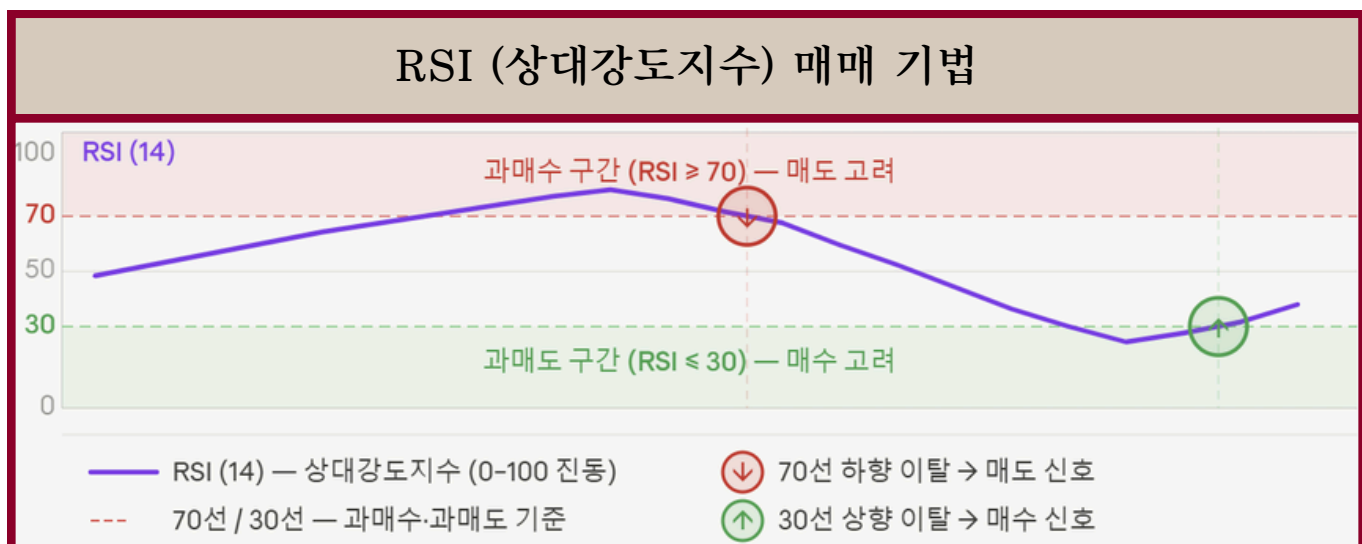 RSI (상대강도지수) 매매 기법
100 RSI (14)
과매수 구간 (RSI ≥ 70) — 매도 고려
70
50
30
과매도 구간 (RSI ≤ 30) — 매수 고려
0
RSI (14) — 상대강도지수 (0–100 진동)
70선 하향 이탈 → 매도 신호
70선 / 30선 — 과매수·과매도 기준
30선 상향 이탈 → 매수 신호